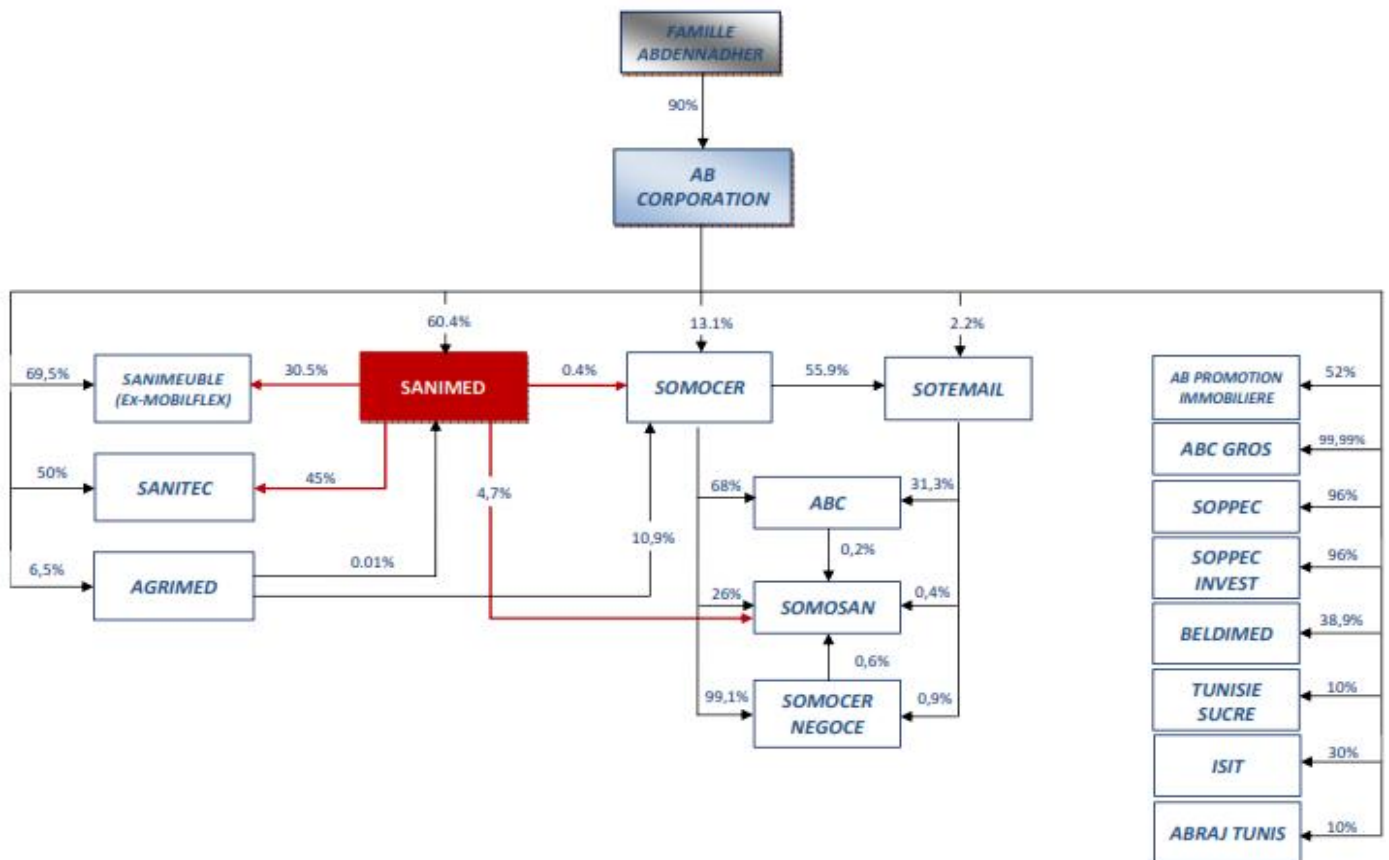 FAMILLE
ABDENNADHER
90%
AB
CORPORATION
60.4%
13.1%
2.2%
69,5%
SANIMEUBLE
(Ex-MOBILFLEX)
30.5%
SANIMED
0.4%
SOMOCER
55.9%
SOTEMAIL
AB PROMOTION
IMMOBILIERE
52%
ABC GROS
99,99%
50%
SANITEC
45%
4,7%
68%
ABC
31,3%
SOPPEC
96%
10,9%
0,2%
6,5%
AGRIMED
0.01%
26%
SOMOSAN
0,4%
SOPPEC
INVEST
96%
BELDIMED
38,9%
0,6%
99,1%
SOMOCER
NEGOCE
0,9%
TUNISIE
SUCRE
10%
ISIT
30%
ABRAJ TUNIS
10%